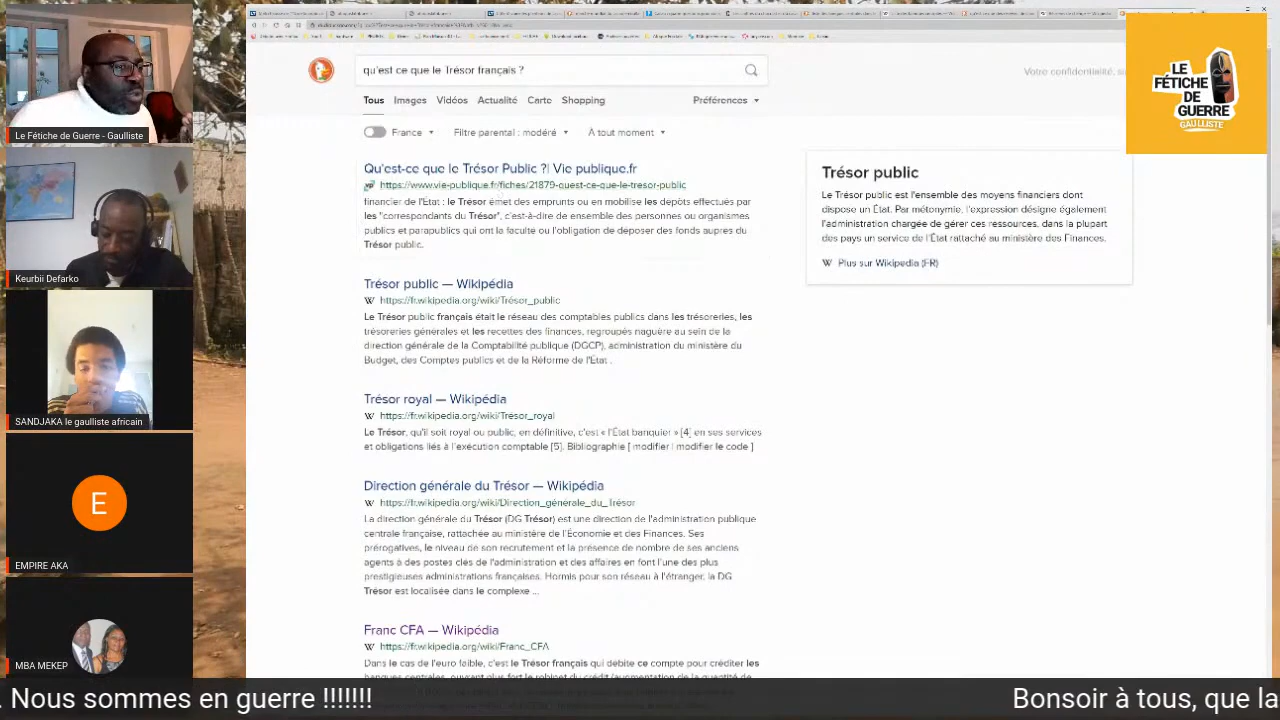 qu'est ce que le Trésor français ?
Votre confidentialité, su
Tous Images Vidéos Actualité Carte Shopping Préférences
France Filtre parental : modéré À tout moment
Qu'est-ce que le Trésor Public ?| Vie publique.fr
https://www.vie-publique.fr/fiches/21879-quest-ce-que-le-tresor-public
financier de l'Etat : le Trésor émet des emprunts ou en mobilise les dépôts effectués par
les "correspondants du Trésor", c'est-à-dire de ensemble des personnes ou organismes
publics et parapublics qui ont la faculté ou l'obligation de déposer des fonds auprès du
Trésor public.
Trésor public — Wikipédia
https://fr.wikipedia.org/wiki/Trésor_public
Le Trésor public français était le réseau des comptables publics dans les trésoreries, les
trésoreries générales et les recettes des finances, regroupés naguère au sein de la
direction générale de la Comptabilité publique (DGCP), administration du ministère du
Budget, des Comptes publics et de la Réforme de l'État .
Trésor royal — Wikipédia
https://fr.wikipedia.org/wiki/Trésor_royal
Le Trésor, qu'il soit royal ou public, en définitive, c'est « l'État banquier » [4] en ses services
et obligations liés à l'exécution comptable [5]. Bibliographie [ modifier | modifier le code ]
Direction générale du Trésor — Wikipédia
https://fr.wikipedia.org/wiki/Direction_générale_du_Trésor
La direction générale du Trésor (DG Trésor) est une direction de l'administration publique
centrale française, rattachée au ministère de l'Économie et des Finances. Ses
prérogatives, le niveau de son recrutement et la présence de nombre de ses anciens
agents à des postes clés de l'administration et des affaires en font l'une des plus
prestigieuses administrations françaises. Hormis pour son réseau à l'étranger, la DG
Trésor est localisée dans le complexe ...
Franc CFA — Wikipédia
https://fr.wikipedia.org/wiki/Franc_CFA
Dans le cas de l'euro faible, c'est le Trésor français qui débite ce compte pour créditer les
Trésor public
Le Trésor public est l'ensemble des moyens financiers dont
dispose un État. Par métonymie, l'expression désigne également
l'administration chargée de gérer ces ressources, dans la plupart
des pays un service de l'État rattaché au ministère des Finances.
W Plus sur Wikipedia (FR)
LE
FÉTICHE
DE
GUERRE
GAULLISTE
Le Fétiche de Guerre - Gaulliste
Keurbii Defarko
SANDJAKA le gaulliste africain
E
EMPIRE AKA
MBA MEKEP
. Nous sommes en guerre !!!!!!! Bonsoir à tous, que la